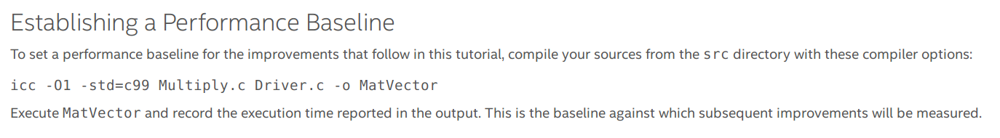 Establishing a Performance Baseline
To set a performance baseline for the improvements that follow in this tutorial, compile your sources from the src directory with these compiler options:
icc -O1 -std=c99 Multiply.c Driver.c -o MatVector
Execute MatVector and record the execution time reported in the output. This is the baseline against which subsequent improvements will be measured.